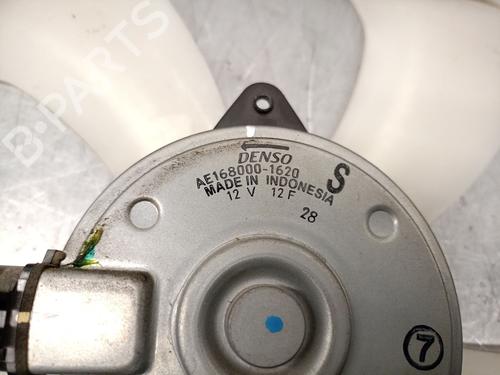 B-PARTS
DENSO
AE168000-1620
MADE IN INDONESIA
12 V 12 F
S
28
7